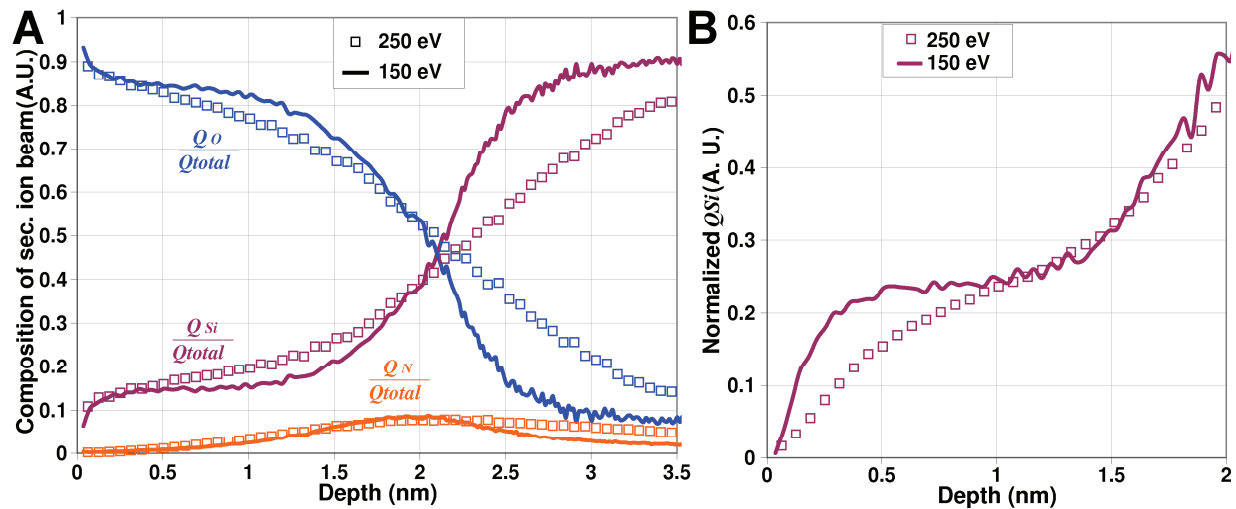 A
Composition of sec. ion beam(A.U.)
1
0.9
0.8
0.7
0.6
0.5
0.4
0.3
0.2
0.1
0
250 eV
150 eV
Q O
Qtotal
Q Si
Qtotal
Q N
Qtotal
0 0.5 1 1.5 2 2.5 3 3.5
Depth (nm)
B
Normalized QSi(A. U.)
0.6
0.5
0.4
0.3
0.2
0.1
0
250 eV
150 eV
0 0.5 1 1.5 2
Depth (nm)